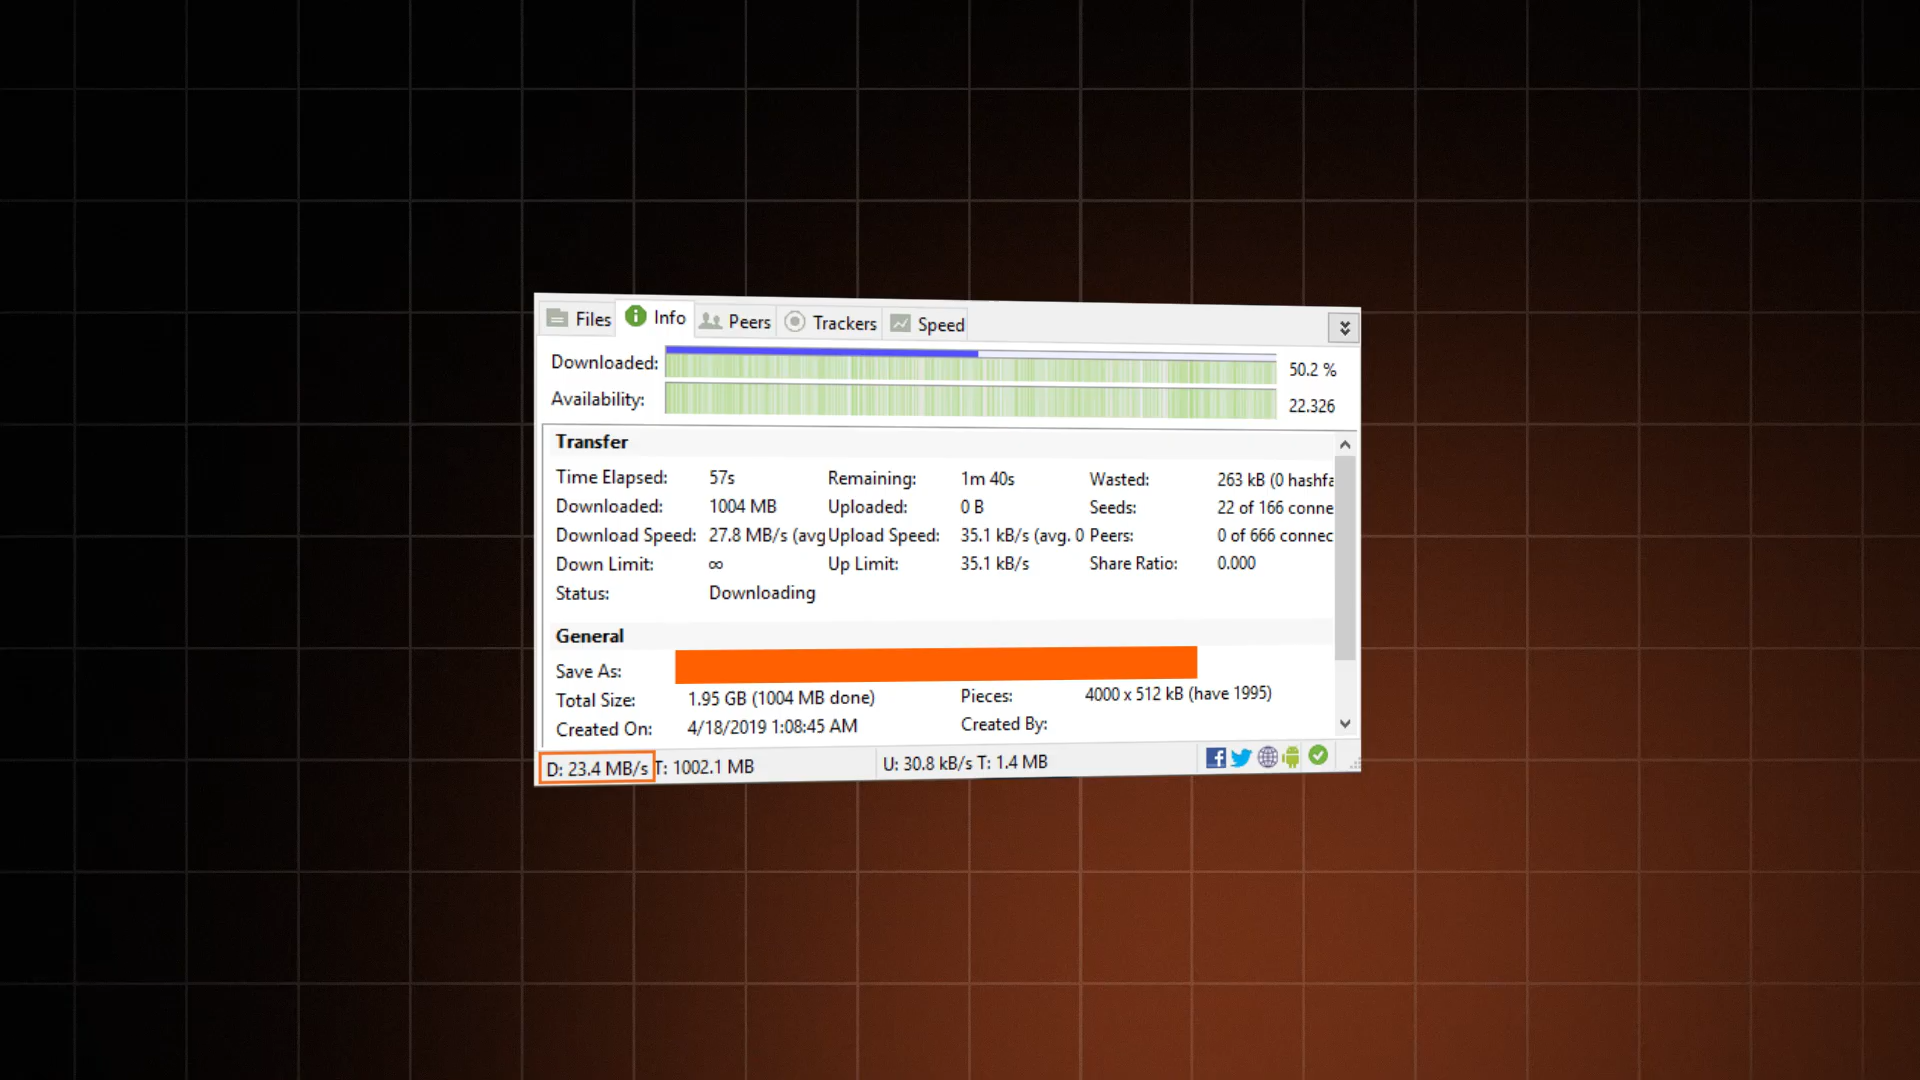 Files Info Peers Trackers Speed
Downloaded: 50.2 %
Availability: 22.326
Transfer
Time Elapsed: 57s Remaining: 1m 40s Wasted: 263 kB (0 hashfa
Downloaded: 1004 MB Uploaded: 0 B Seeds: 22 of 166 conne
Download Speed: 27.8 MB/s (avg Upload Speed: 35.1 kB/s (avg. 0 Peers: 0 of 666 connec
Down Limit: ∞ Up Limit: 35.1 kB/s Share Ratio: 0.000
Status: Downloading
General
Save As:
Total Size: 1.95 GB (1004 MB done) Pieces: 4000 x 512 kB (have 1995)
Created On: 4/18/2019 1:08:45 AM Created By:
D: 23.4 MB/s T: 1002.1 MB U: 30.8 kB/s T: 1.4 MB